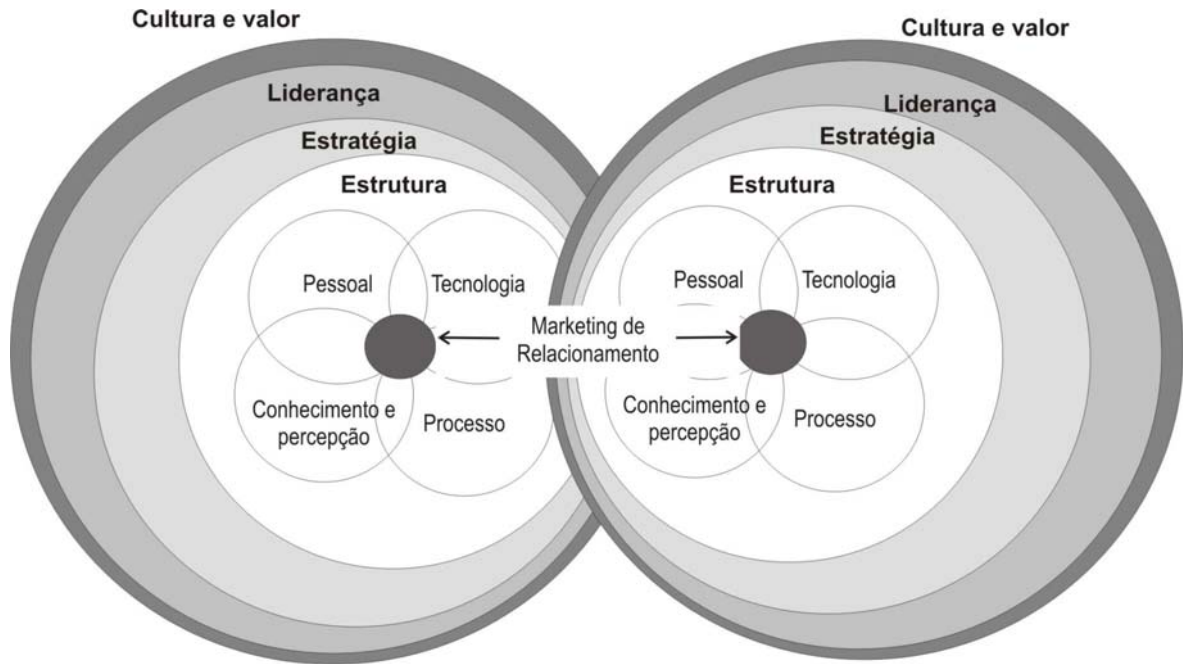 Cultura e valor
Liderança
Estratégia
Estrutura
Pessoal
Tecnologia
Conhecimento e
percepção
Processo
Marketing de
Relacionamento
Cultura e valor
Liderança
Estratégia
Estrutura
Pessoal
Tecnologia
Conhecimento e
percepção
Processo